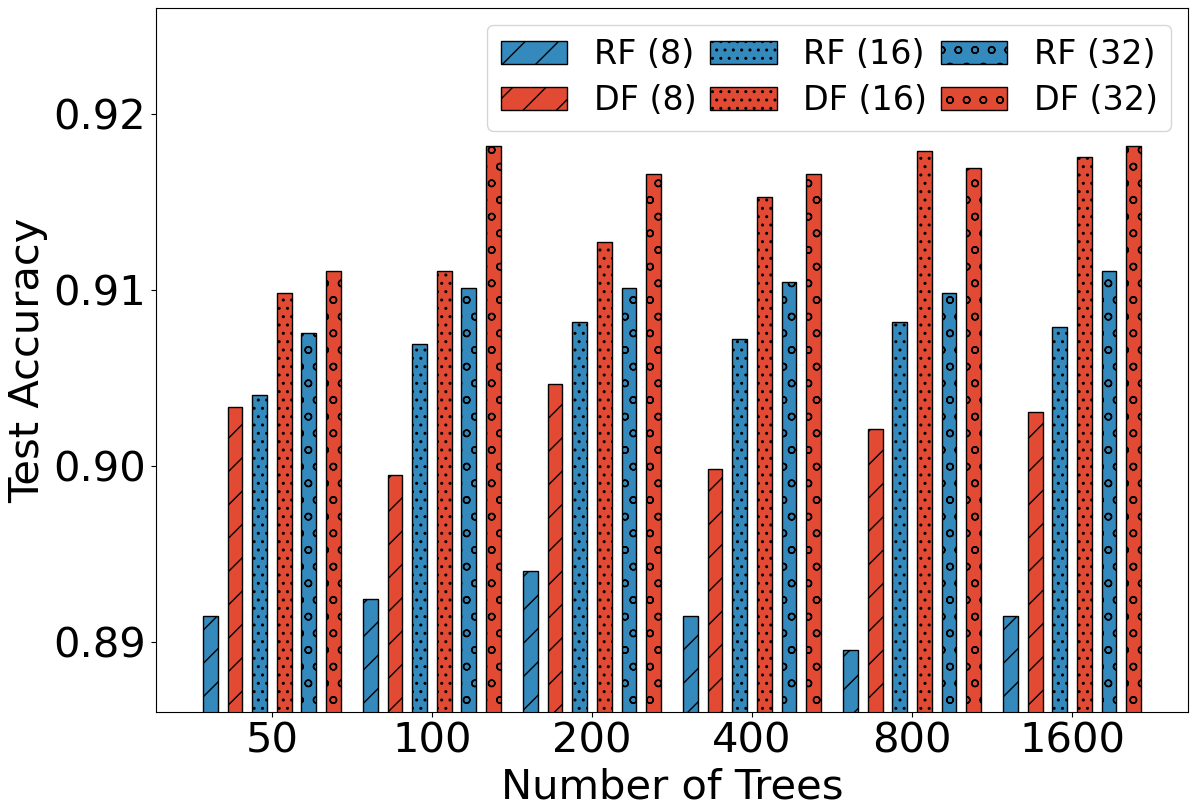 RF (8) RF (16) RF (32)
DF (8) DF (16) DF (32)
0.92
0.91
0.90
0.89
Test Accuracy
50 100 200 400 800 1600
Number of Trees